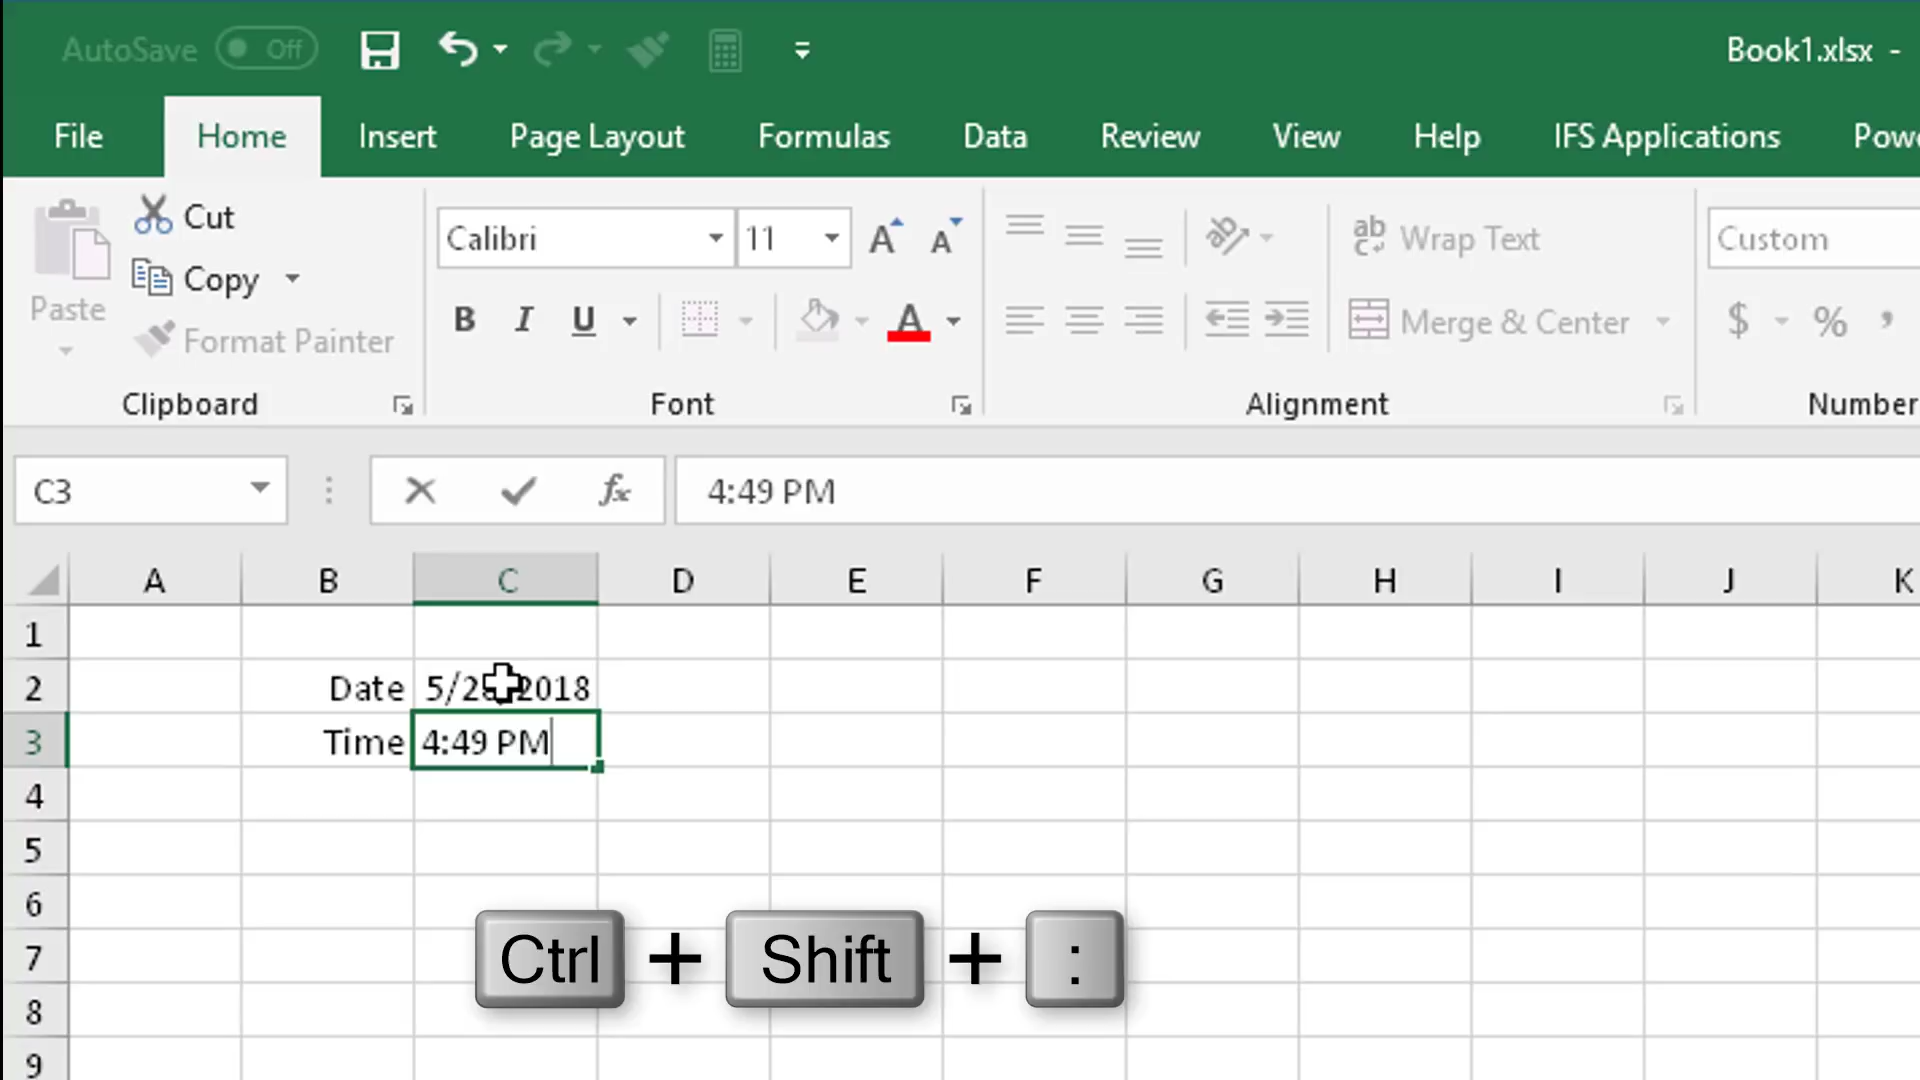 AutoSave Off Book1.xlsx -
File Home Insert Page Layout Formulas Data Review View Help IFS Applications
Cut
Copy
Paste
Format Painter
Clipboard
Calibri 11
B I U A
Font
Wrap Text
Merge & Center
Alignment
Custom
$ % ,
Number
C3 fx 4:49 PM
A B C D E F G H I J K
1
2 Date
3 Time 4:49 PM
4
5
6
7
8
9
Ctrl + Shift + :